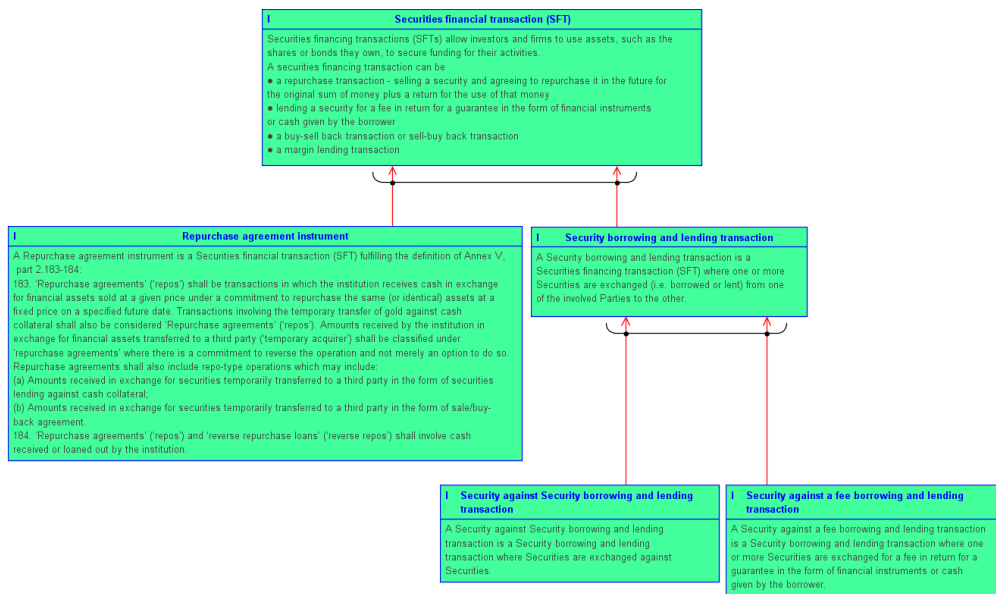 I Securities financial transaction (SFT)
Securities financing transactions (SFTs) allow investors and firms to use assets, such as the
shares or bonds they own, to secure funding for their activities.
A securities financing transaction can be
● a repurchase transaction - selling a security and agreeing to repurchase it in the future for
the original sum of money plus a return for the use of that money
● lending a security for a fee in return for a guarantee in the form of financial instruments
or cash given by the borrower
● a buy-sell back transaction or sell-buy back transaction
● a margin lending transaction
I Repurchase agreement instrument
A Repurchase agreement instrument is a Securities financial transaction (SFT) fulfilling the definition of Annex V,
part 2.183-184:
183. ‘Repurchase agreements’ (‘repos’) shall be transactions in which the institution receives cash in exchange
for financial assets sold at a given price under a commitment to repurchase the same (or identical) assets at a
fixed price on a specified future date. Transactions involving the temporary transfer of gold against cash
collateral shall also be considered ‘Repurchase agreements’ (‘repos’). Amounts received by the institution in
exchange for financial assets transferred to a third party (‘temporary acquirer’) shall be classified under
‘repurchase agreements’ where there is a commitment to reverse the operation and not merely an option to do so.
Repurchase agreements shall also include repo-type operations which may include:
(a) Amounts received in exchange for securities temporarily transferred to a third party in the form of securities
lending against cash collateral;
(b) Amounts received in exchange for securities temporarily transferred to a third party in the form of sale/buy-
back agreement.
184. ‘Repurchase agreements’ (‘repos’) and ‘reverse repurchase loans’ (‘reverse repos’) shall involve cash
received or loaned out by the institution.
I Security borrowing and lending transaction
A Security borrowing and lending transaction is a
Securities financing transaction (SFT) where one or more
Securities are exchanged (i.e. borrowed or lent) from one
of the involved Parties to the other.
I Security against Security borrowing and lending
transaction
A Security against Security borrowing and lending
transaction is a Security borrowing and lending
transaction where Securities are exchanged against
Securities.
I Security against a fee borrowing and lending
transaction
A Security against a fee borrowing and lending transaction
is a Security borrowing and lending transaction where one
or more Securities are exchanged for a fee in return for a
guarantee in the form of financial instruments or cash
given by the borrower.